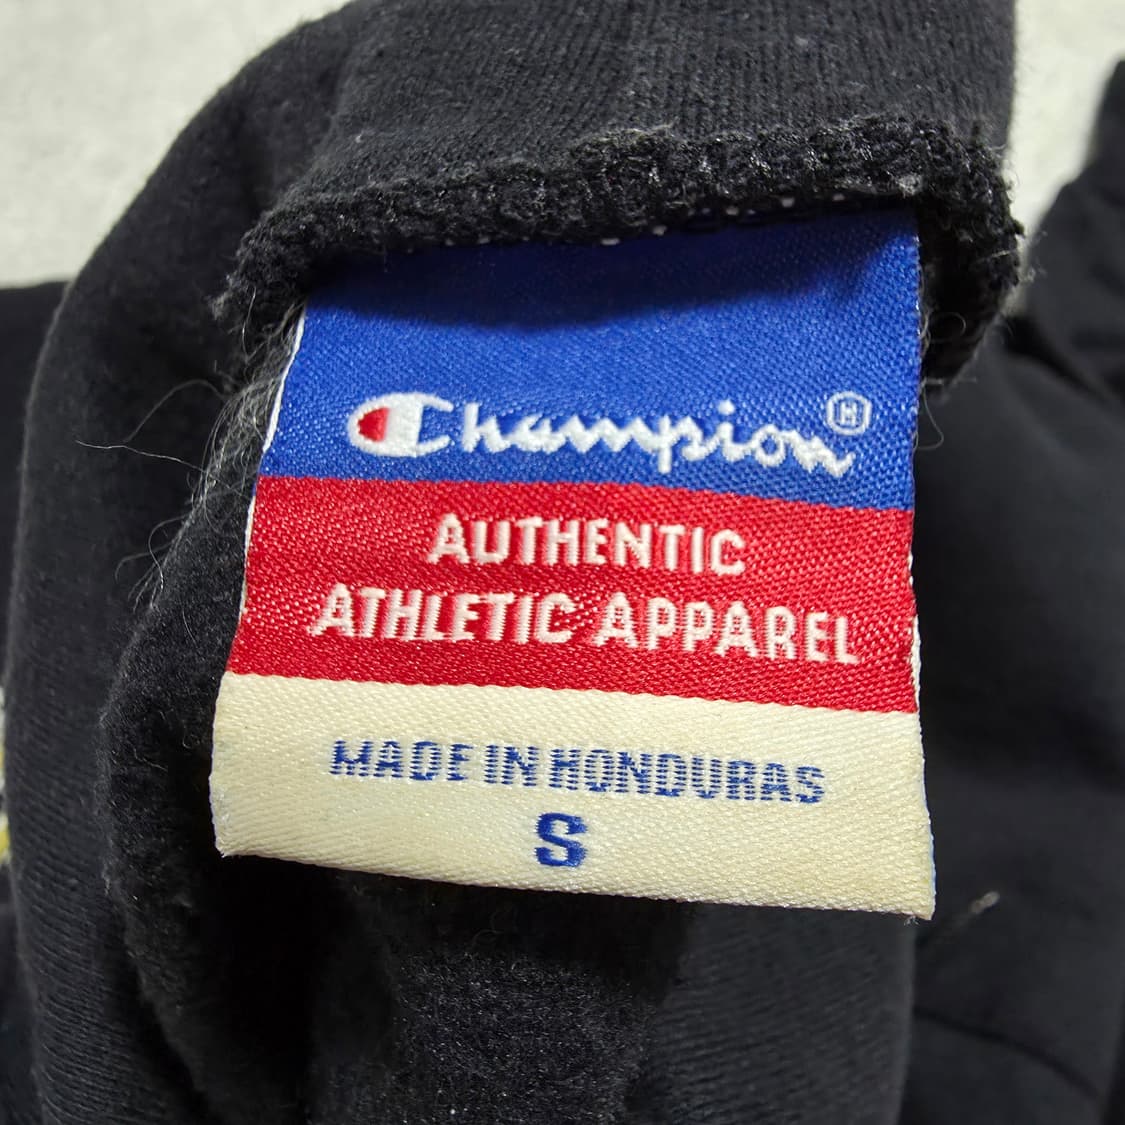 Champion®
AUTHENTIC
ATHLETIC APPAREL
MADE IN HONDURAS
S